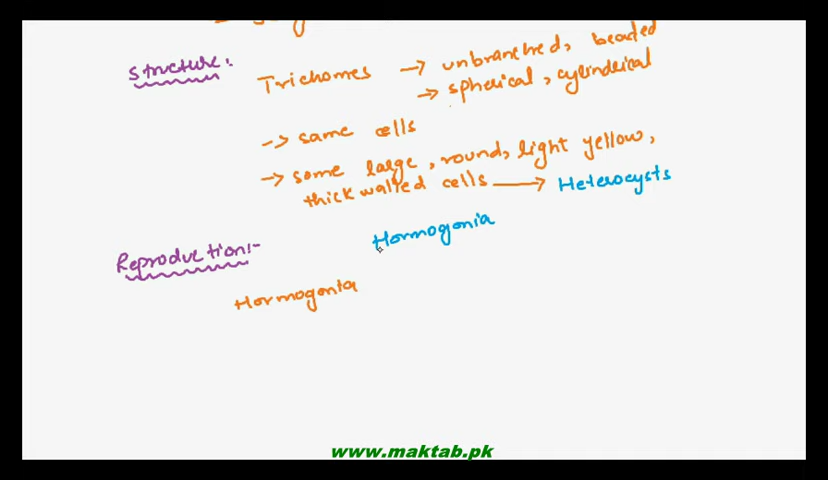 Structure:
Trichomes → unbranched, beaded
→ spherical, cylinderical
→ same cells
→ some large, round, light yellow,
thick walled cells → Heterocysts
Hormogonia
Reproduction:-
Hormogonia
www.maktab.pk